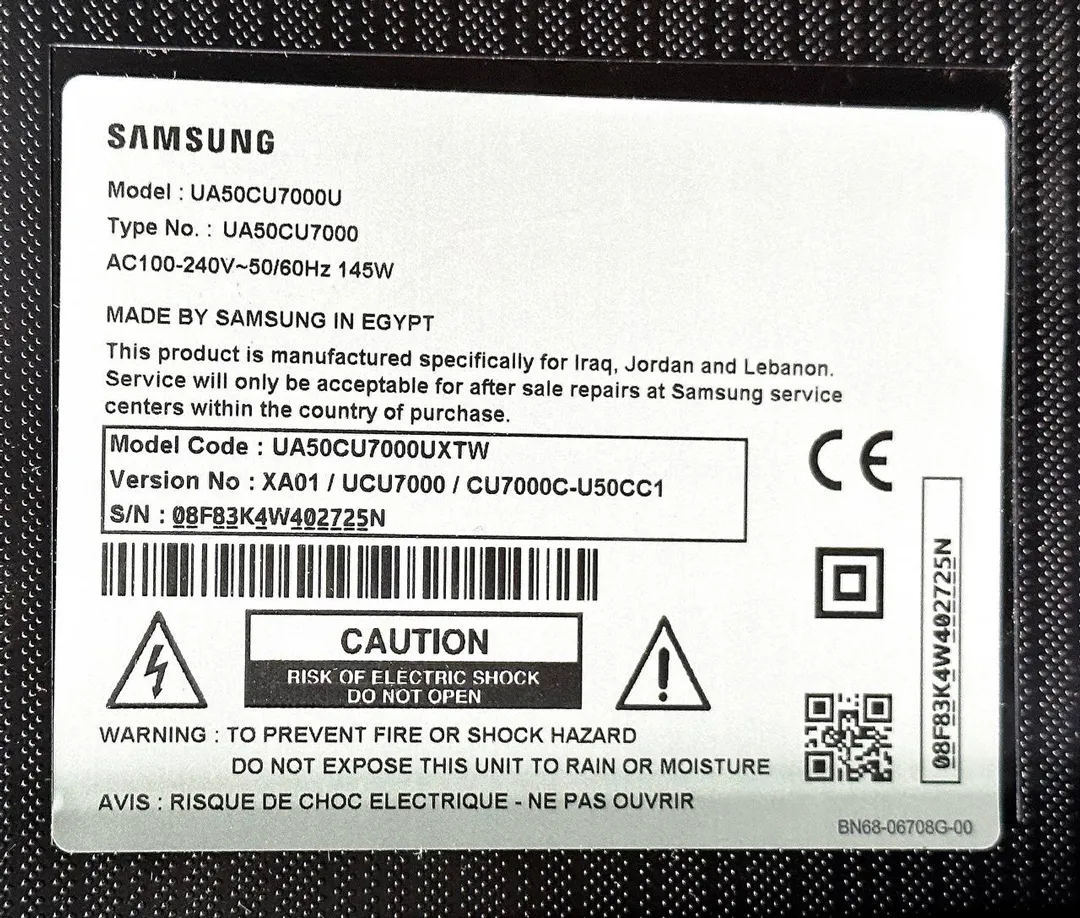 SAMSUNG
Model : UA50CU7000U
Type No. : UA50CU7000
AC100-240V~50/60Hz 145W
MADE BY SAMSUNG IN EGYPT
This product is manufactured specifically for Iraq, Jordan and Lebanon.
Service will only be acceptable for after sale repairs at Samsung service
centers within the country of purchase.
Model Code : UA50CU7000UXTW
Version No : XA01 / UCU7000 / CU7000C-U50CC1
S/N : 08F83K4W402725N
CE
08F83K4W402725N
CAUTION
RISK OF ELECTRIC SHOCK
DO NOT OPEN
WARNING : TO PREVENT FIRE OR SHOCK HAZARD
DO NOT EXPOSE THIS UNIT TO RAIN OR MOISTURE
AVIS : RISQUE DE CHOC ELECTRIQUE - NE PAS OUVRIR
BN68-06708G-00